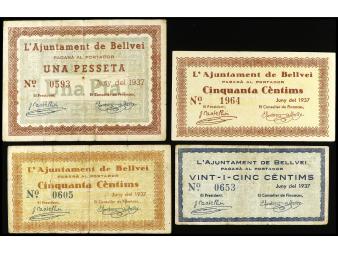 L'Ajuntament de Bellvei
PAGARÀ AL PORTADOR
UNA PESSETA
Nº 0593 Juny del 1937
El President, El Conseller de Finances,
L'Ajuntament de Bellvei
PAGARÀ AL PORTADOR
Cinquanta Cèntims
Nº 1964 Juny del 1937
El President, El Conseller de Finances,
L'Ajuntament de Bellvei
PAGARÀ AL PORTADOR
Cinquanta Cèntims
Nº 0605 Juny del 1937
El President, El Conseller de Finances,
L'AJUNTAMENT DE BELLVEI
PAGARÀ AL PORTADOR
VINT-I-CINC CÈNTIMS
Nº 0653 Juny del 1937
El President, El Conseller de Finances,